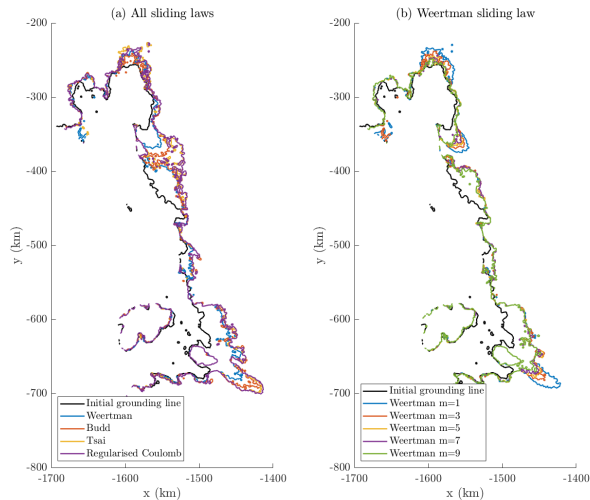 (a) All sliding laws
(b) Weertman sliding law
-200
-300
-400
-500
-600
-700
-800
y (km)
-1700
-1600
-1500
-1400
x (km)
Initial grounding line
Weertman
Budd
Tsai
Regularised Coulomb
-200
-300
-400
-500
-600
-700
-800
y (km)
-1700
-1600
-1500
-1400
x (km)
Initial grounding line
Weertman m=1
Weertman m=3
Weertman m=5
Weertman m=7
Weertman m=9